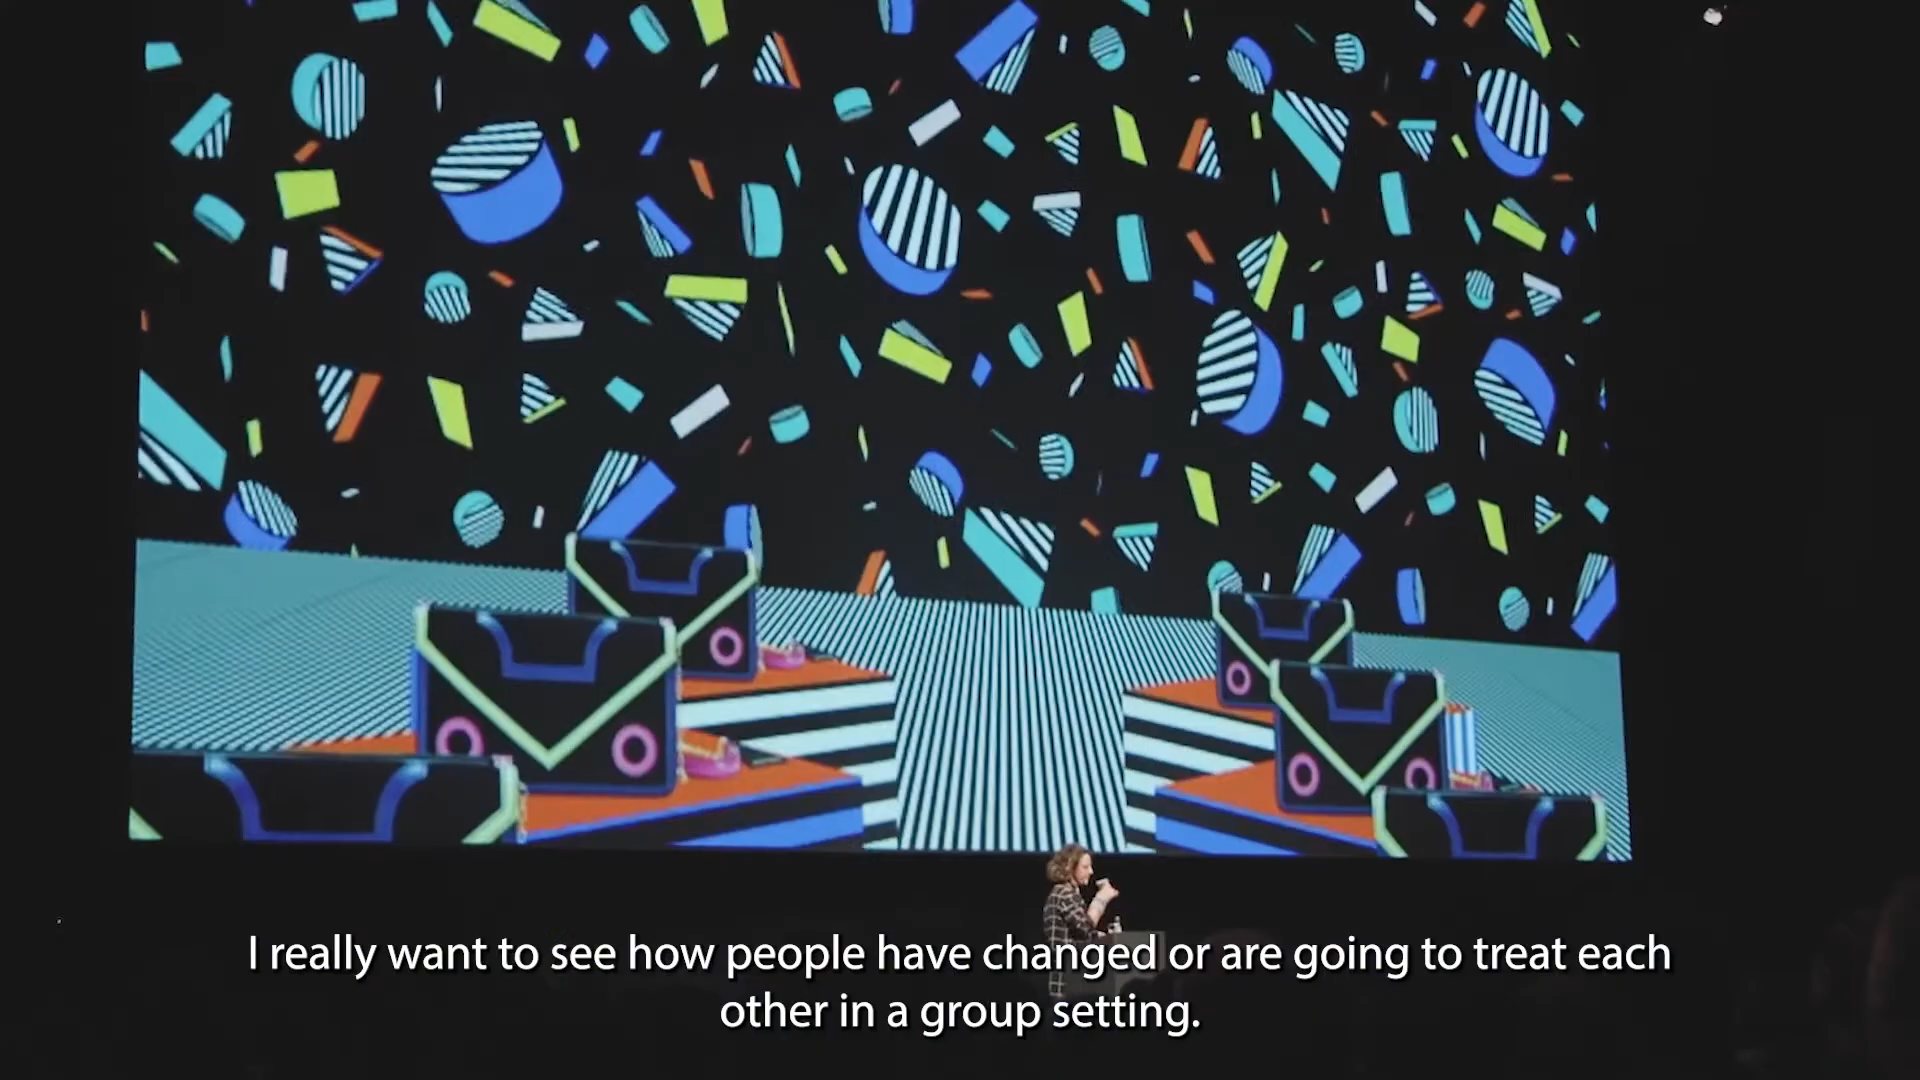 I really want to see how people have changed or are going to treat each
other in a group setting.